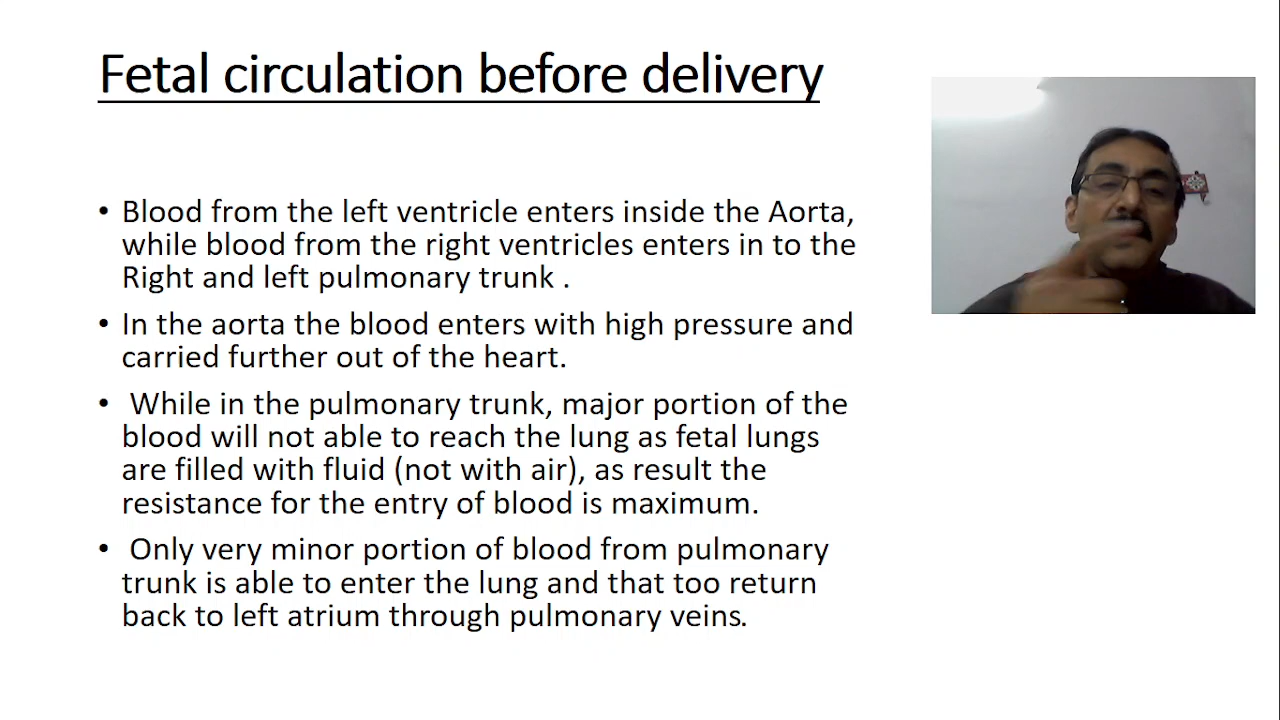 Fetal circulation before delivery
• Blood from the left ventricle enters inside the Aorta,
while blood from the right ventricles enters in to the
Right and left pulmonary trunk .
• In the aorta the blood enters with high pressure and
carried further out of the heart.
• While in the pulmonary trunk, major portion of the
blood will not able to reach the lung as fetal lungs
are filled with fluid (not with air), as result the
resistance for the entry of blood is maximum.
• Only very minor portion of blood from pulmonary
trunk is able to enter the lung and that too return
back to left atrium through pulmonary veins.